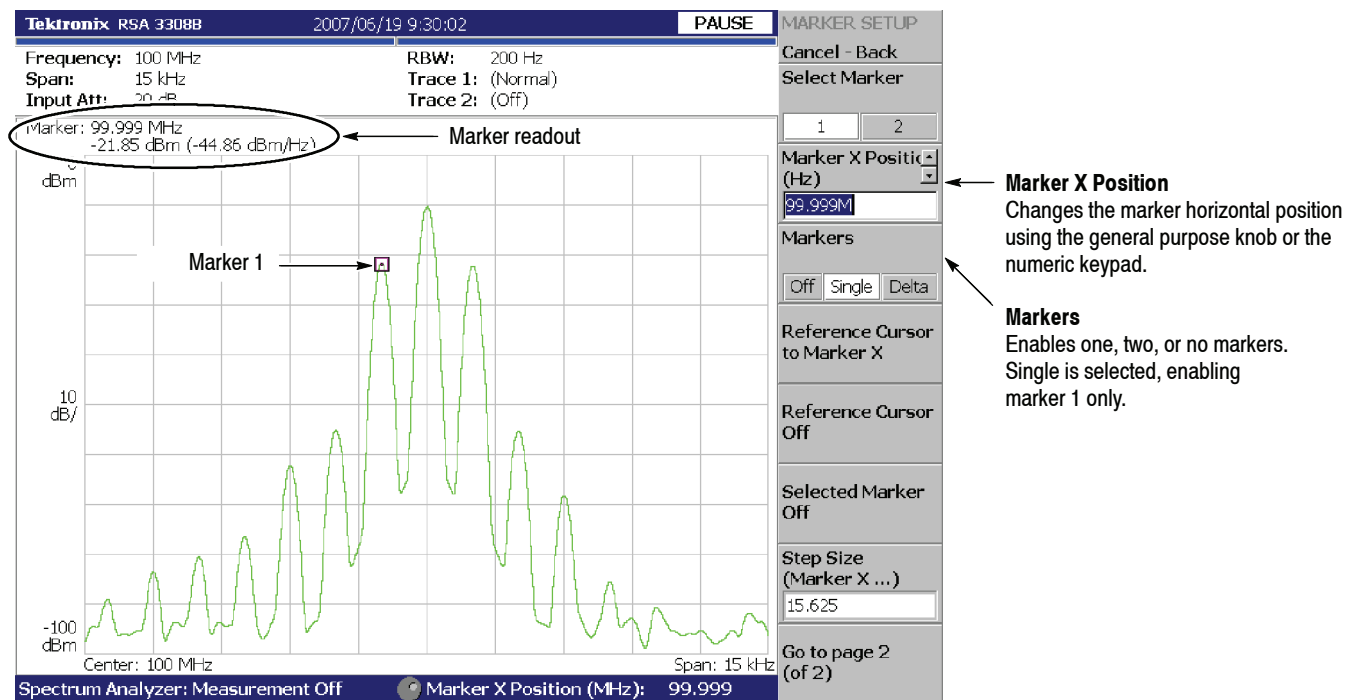 Tektronix RSA 3308B 2007/06/19 9:30:02 PAUSE
Frequency: 100 MHz RBW: 200 Hz
Span: 15 kHz Trace 1: (Normal)
Input Att: 20 dB Trace 2: (Off)
Marker: 99.999 MHz
-21.85 dBm (-44.86 dBm/Hz)
Marker readout
0
dBm
Marker 1
10
dB/
-100
dBm
Center: 100 MHz Span: 15 kHz
Spectrum Analyzer: Measurement Off Marker X Position (MHz): 99.999
MARKER SETUP
Cancel - Back
Select Marker
1 2
Marker X Positic
(Hz)
99.999M
Markers
Off Single Delta
Reference Cursor
to Marker X
Reference Cursor
Off
Selected Marker
Off
Step Size
(Marker X ...)
15.625
Go to page 2
(of 2)
Marker X Position
Changes the marker horizontal position
using the general purpose knob or the
numeric keypad.
Markers
Enables one, two, or no markers.
Single is selected, enabling
marker 1 only.